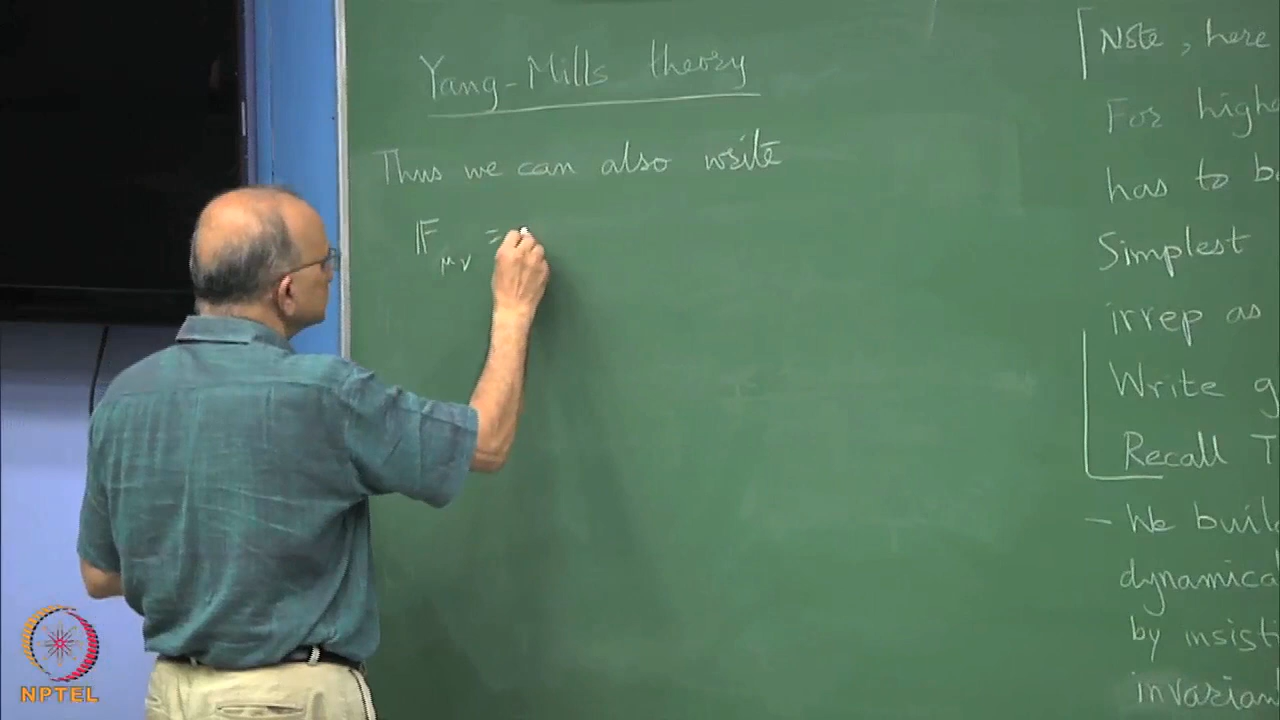 Yang-Mills theory
Thus we can also write
𝔽μν =
[Note, here
For high
has to b
Simplest
irrep as
Write g
Recall T
- We buil
dynamica
by insisti
invarian
NPTEL